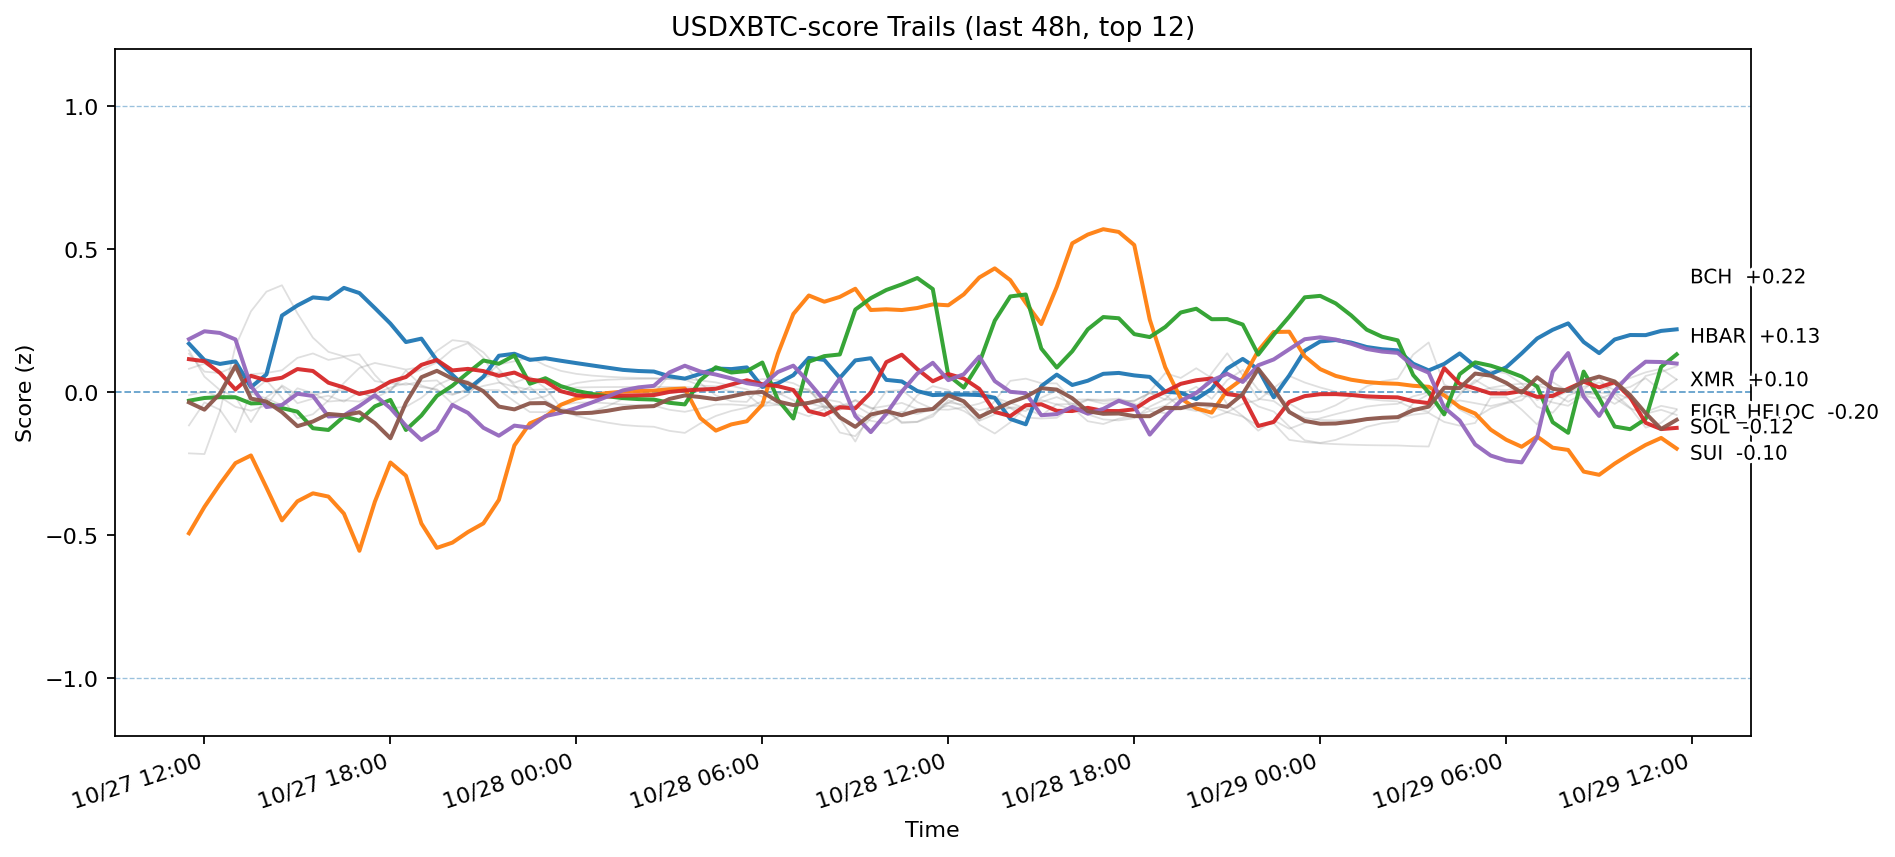 USDXBTC-score Trails (last 48h, top 12)
Score (z)
1.0
0.5
0.0
−0.5
−1.0
BCH +0.22
HBAR +0.13
XMR +0.10
FIGR_HELOC -0.20
SOL -0.12
SUI -0.10
10/27 12:00
10/27 18:00
10/28 00:00
10/28 06:00
10/28 12:00
10/28 18:00
10/29 00:00
10/29 06:00
10/29 12:00
Time